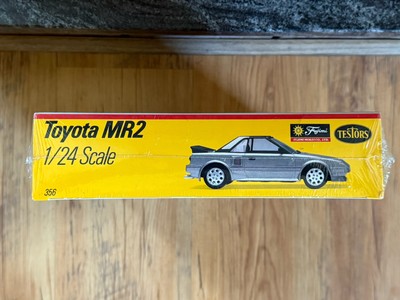 Toyota MR2
1/24 Scale
356
Fujimi
TESTORS